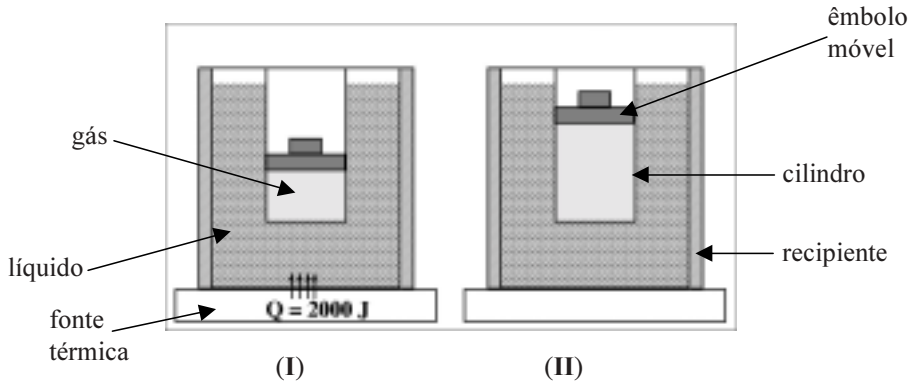 êmbolo
móvel
gás
cilindro
líquido
recipiente
Q = 2000 J
fonte
térmica
(I)
(II)